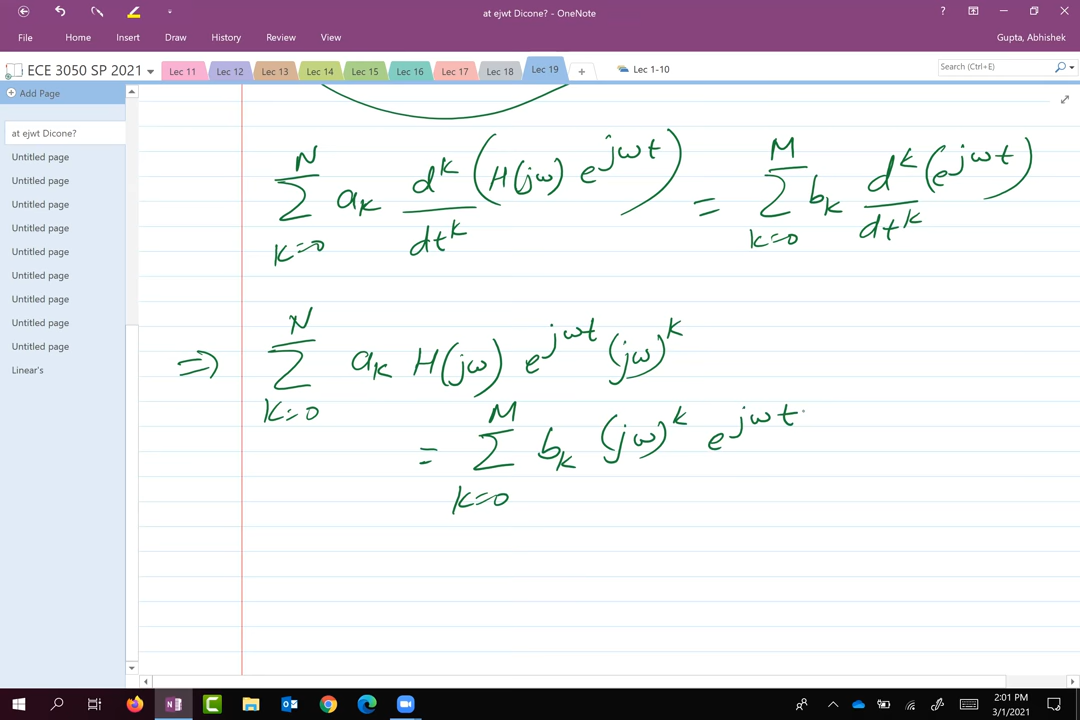 at ejwt Dicone? - OneNote
File Home Insert Draw History Review View Gupta, Abhishek
ECE 3050 SP 2021 Lec 11 Lec 12 Lec 13 Lec 14 Lec 15 Lec 16 Lec 17 Lec 18 Lec 19 + Lec 1-10 Search (Ctrl+E)
Add Page
at ejwt Dicone?
Untitled page
Untitled page
Untitled page
Untitled page
Untitled page
Untitled page
Untitled page
Untitled page
Untitled page
Linear's
∑_{k=0}^{N} a_k d^k/dt^k (H(jω) e^{jωt}) = ∑_{k=0}^{M} b_k d^k/dt^k (e^{jωt})
⇒ ∑_{k=0}^{N} a_k H(jω) e^{jωt} (jω)^k
= ∑_{k=0}^{M} b_k (jω)^k e^{jωt}
2:01 PM
3/1/2021